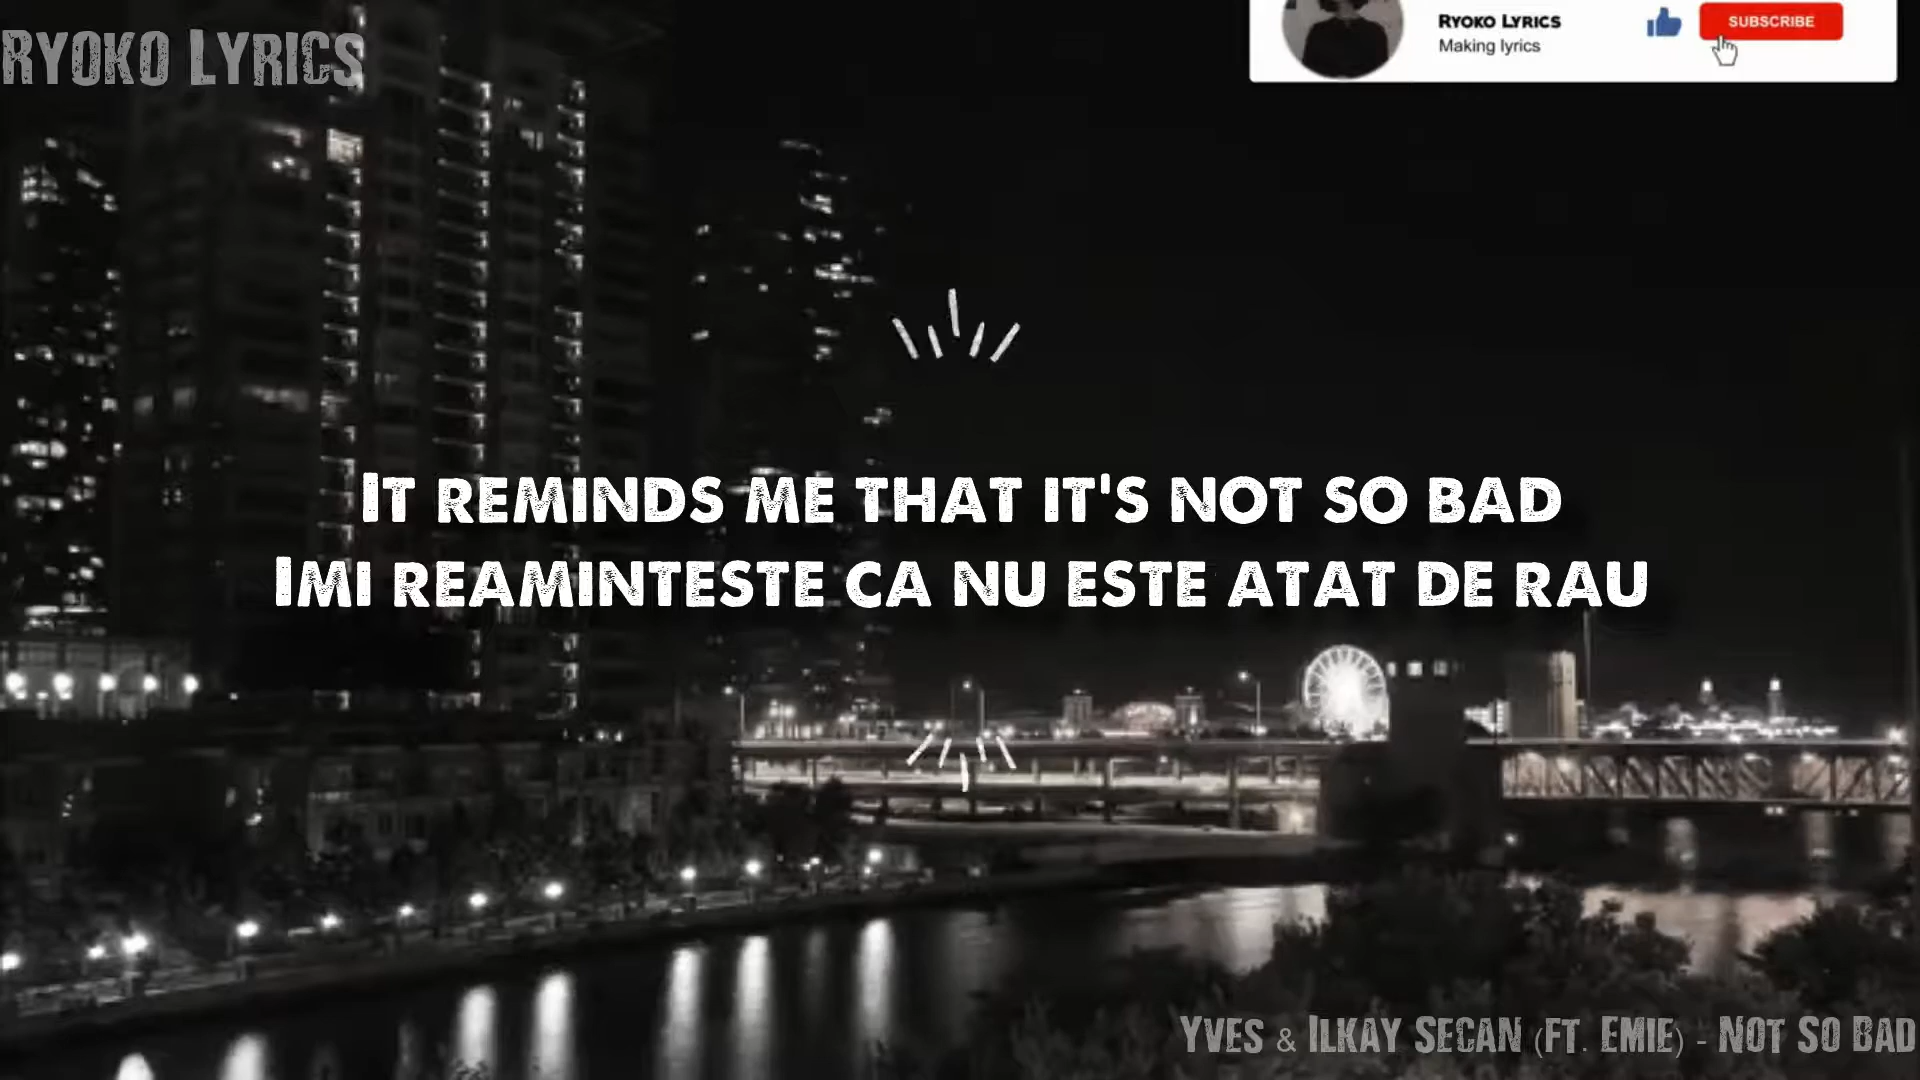 Ryoko Lyrics
Ryoko Lyrics
Making lyrics
SUBSCRIBE
It reminds me that it's not so bad
Imi reaminteste ca nu este atat de rau
Yves & Ilkay Secan (ft. Emie) - Not So Bad